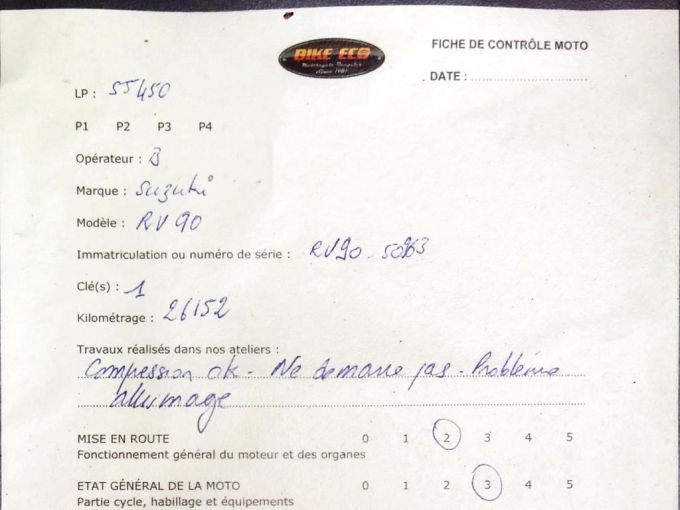 BIKE ECO
FICHE DE CONTRÔLE MOTO
DATE :
LP : 55450
P1 P2 P3 P4
Opérateur : B
Marque : Suzuki
Modèle : RV 90
Immatriculation ou numéro de série : RV90-50963
Clé(s) : 1
Kilométrage : 26152
Travaux réalisés dans nos ateliers :
Compression ok - Ne demarre pas - Problème
allumage
MISE EN ROUTE 0 1 2 3 4 5
Fonctionnement général du moteur et des organes
ETAT GÉNÉRAL DE LA MOTO 0 1 2 3 4 5
Partie cycle, habillage et équipements